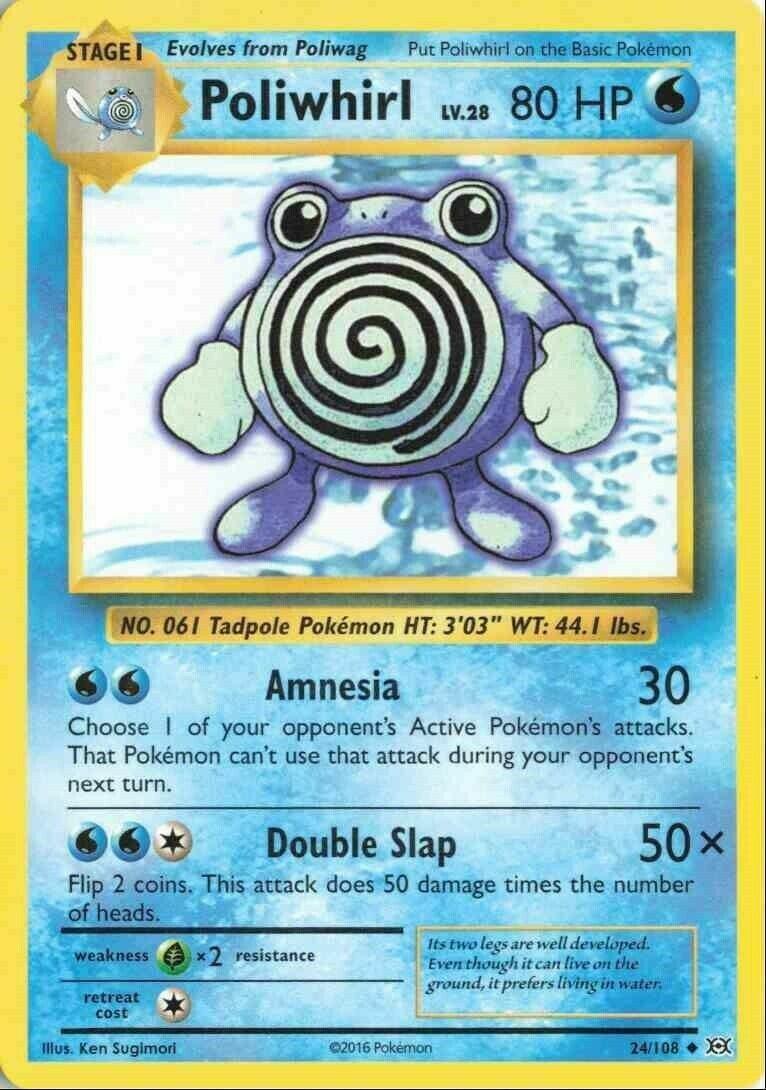 STAGE 1 Evolves from Poliwag Put Poliwhirl on the Basic Pokémon
Poliwhirl LV.28 80 HP
NO. 061 Tadpole Pokémon HT: 3'03" WT: 44.1 lbs.
Amnesia 30
Choose 1 of your opponent's Active Pokémon's attacks.
That Pokémon can't use that attack during your opponent's
next turn.
Double Slap 50×
Flip 2 coins. This attack does 50 damage times the number
of heads.
weakness ×2 resistance
retreat
cost
Its two legs are well developed.
Even though it can live on the
ground, it prefers living in water.
Illus. Ken Sugimori ©2016 Pokémon 24/108 ◆